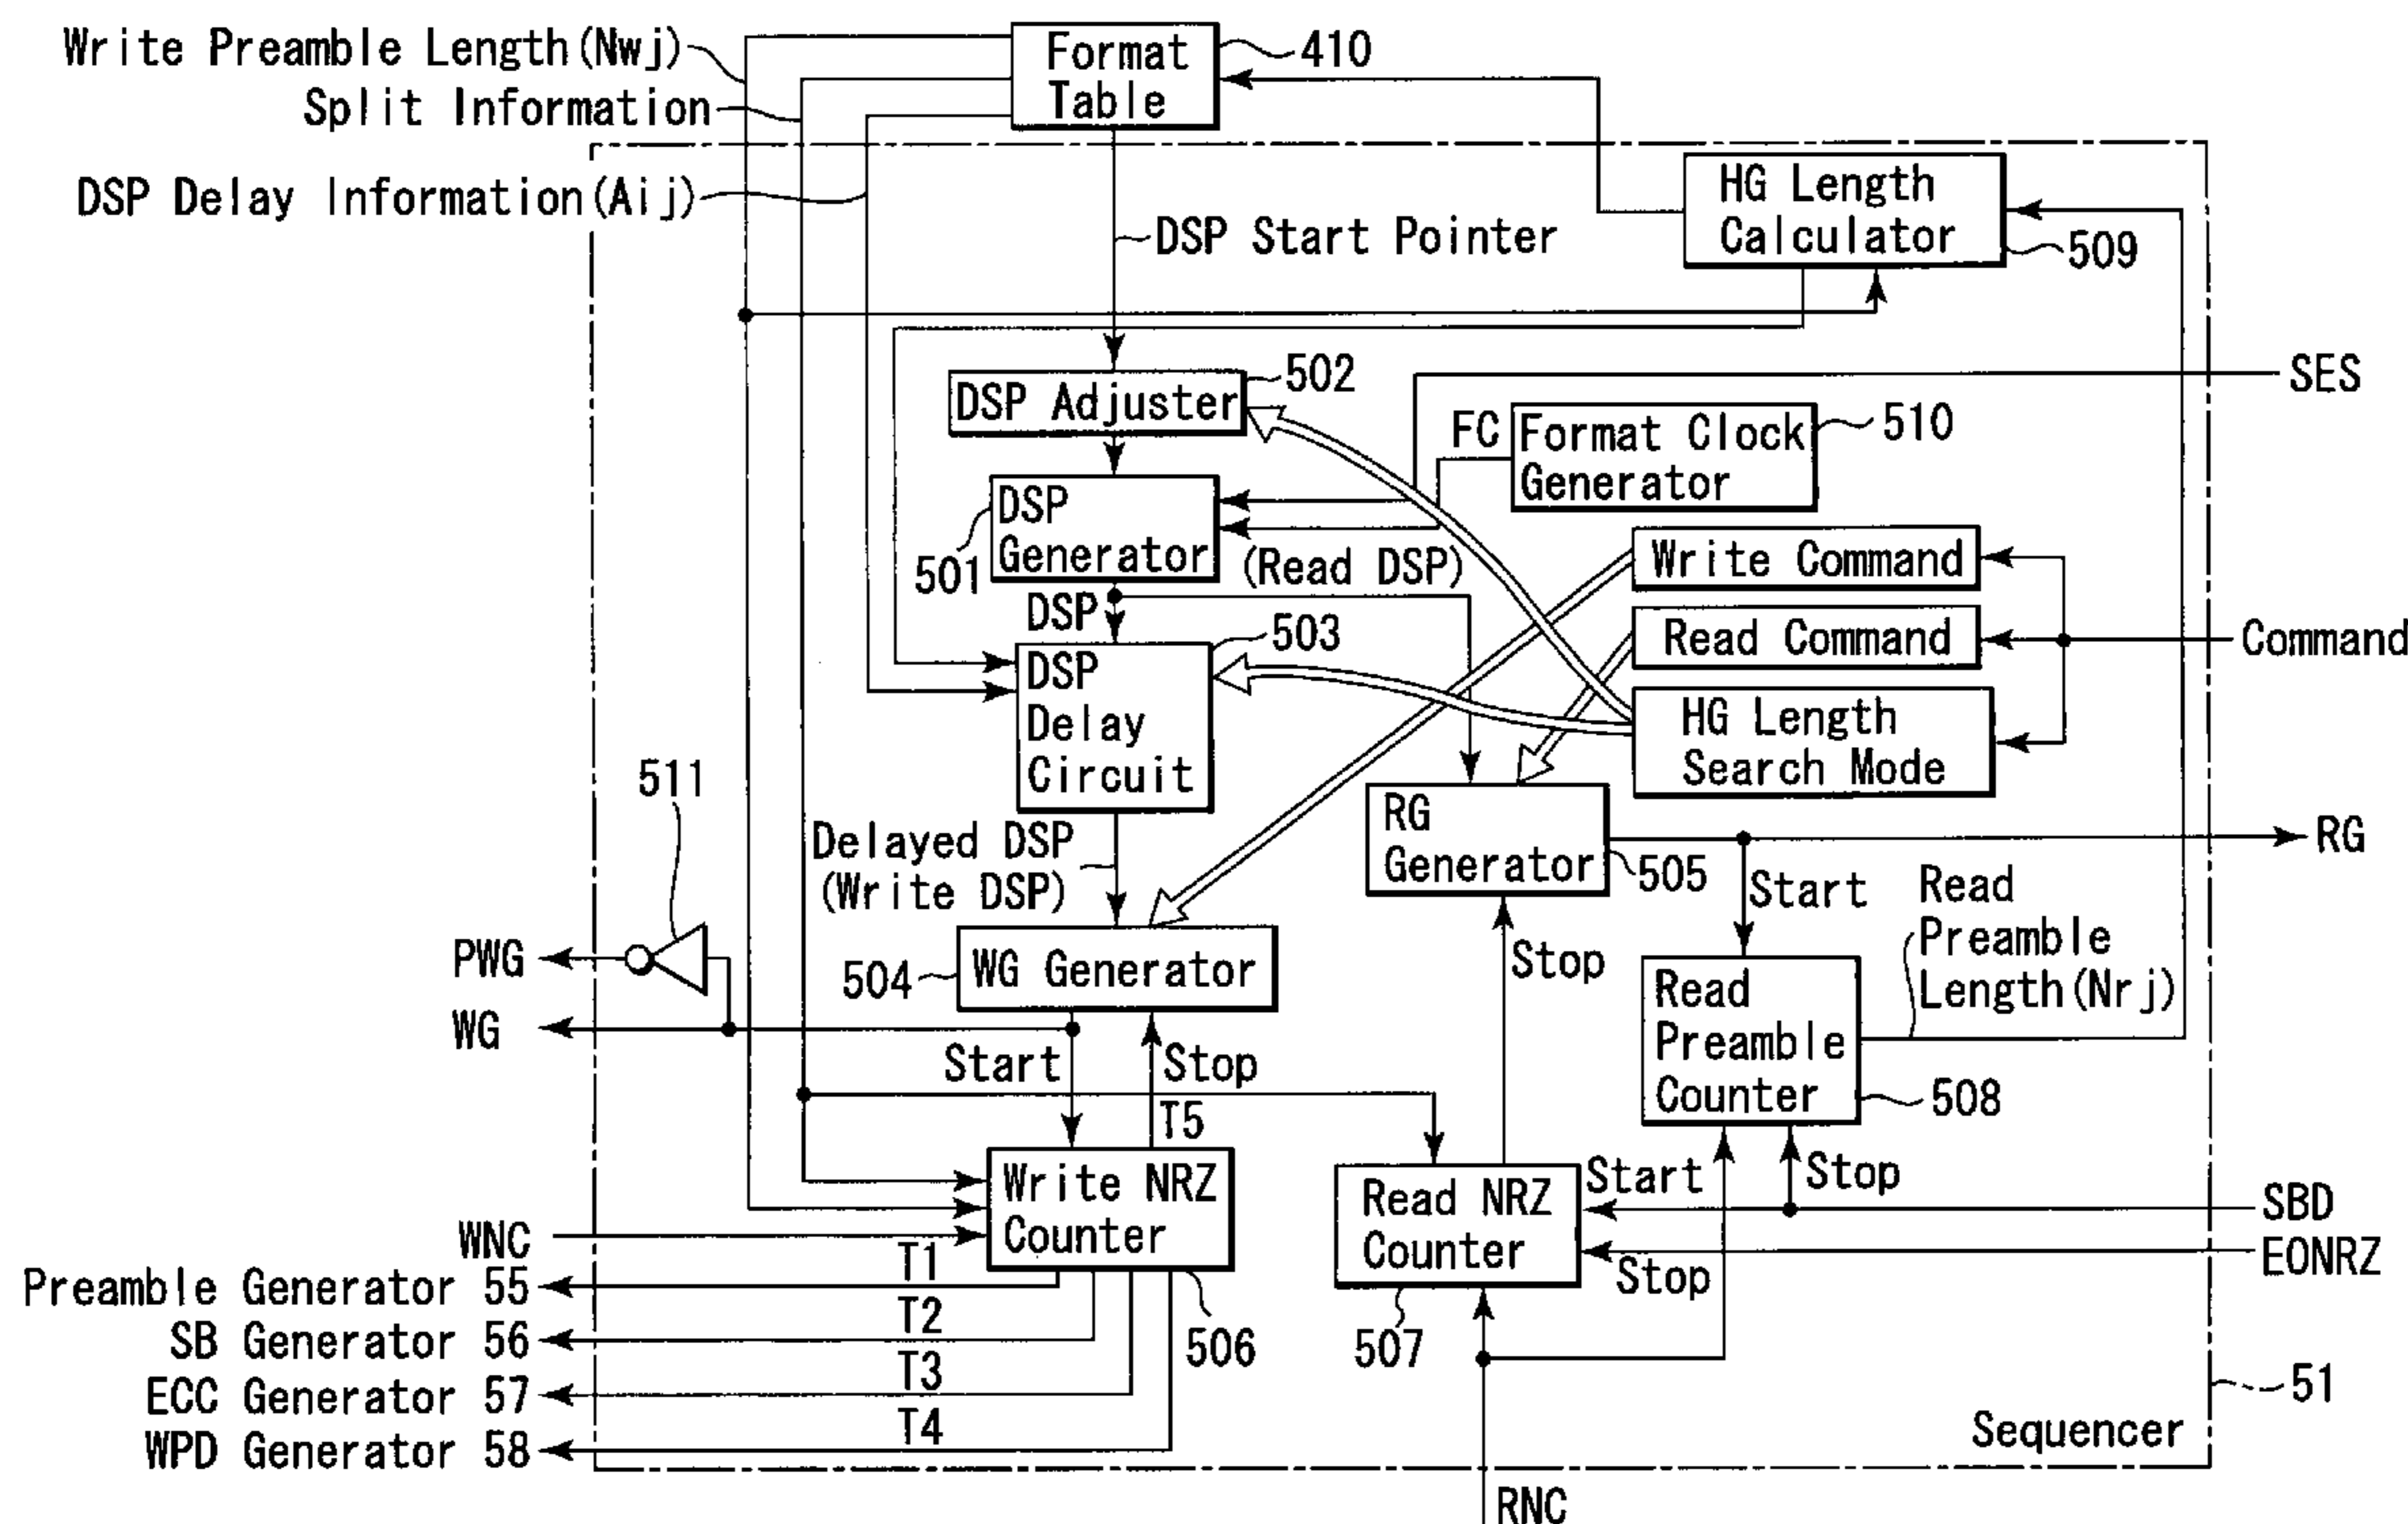 Write Preamble Length(Nwj)
Split Information
DSP Delay Information(Aij)
Format
Table
410
DSP Start Pointer
HG Length
Calculator
509
SES
DSP Adjuster
502
FC
Format Clock
Generator
510
DSP
Generator
501
(Read DSP)
DSP
Write Command
Read Command
Command
HG Length
Search Mode
DSP
Delay
Circuit
503
511
Delayed DSP
(Write DSP)
RG
Generator
505
RG
Start
Read
Preamble
Length(Nrj)
PWG
WG
504
WG Generator
Stop
Start
Stop
T5
Read
Preamble
Counter
508
Write NRZ
Counter
506
Read NRZ
Counter
507
Start
Stop
SBD
EONRZ
Stop
WNC
T1
Preamble Generator 55
T2
SB Generator 56
T3
ECC Generator 57
T4
WPD Generator 58
51
Sequencer
RNC